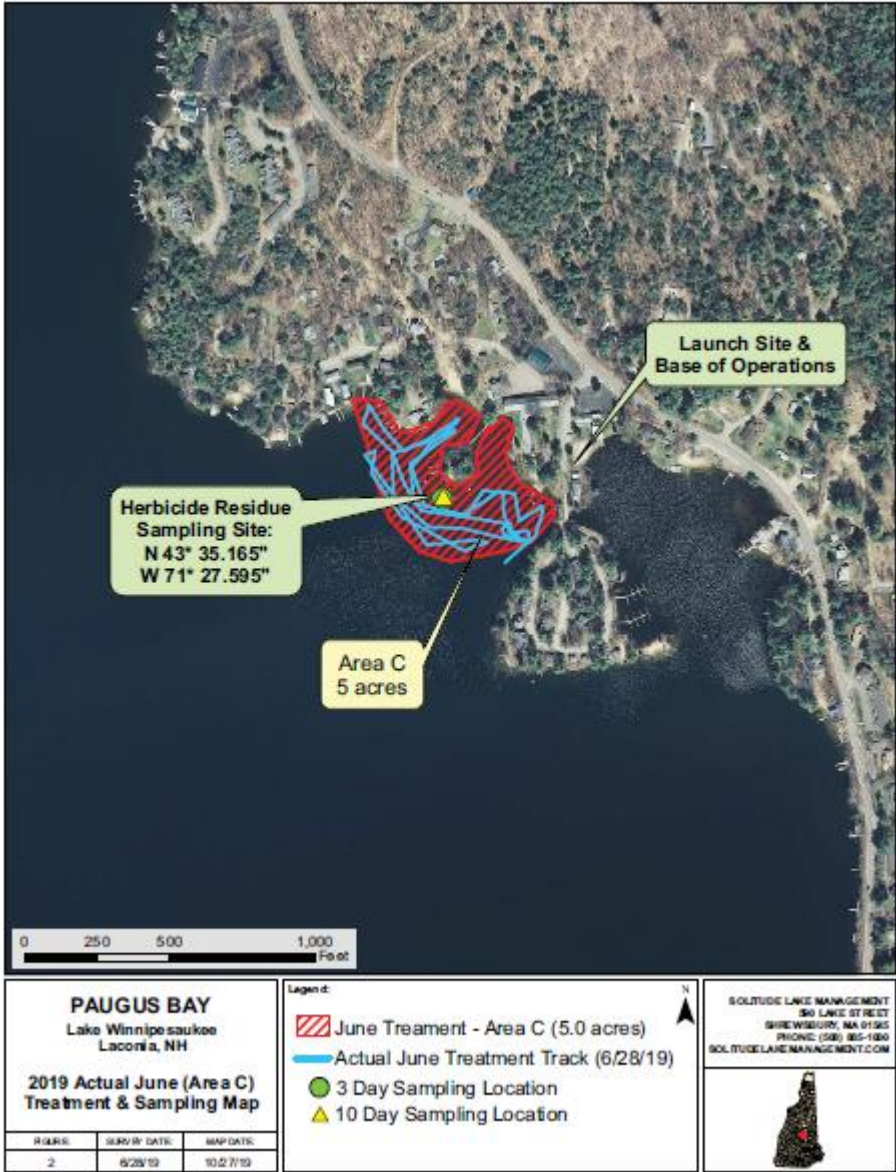 Launch Site &
Base of Operations
Herbicide Residue
Sampling Site:
N 43* 35.165"
W 71* 27.595"
Area C
5 acres
0 250 500 1,000
Feet
PAUGUS BAY
Lake Winnipesaukee
Laconia, NH
2019 Actual June (Area C)
Treatment & Sampling Map
FIGURE: SURVEY DATE: MAP DATE:
2 6/28/19 10/27/19
Legend:
N
June Treament - Area C (5.0 acres)
Actual June Treatment Track (6/28/19)
3 Day Sampling Location
10 Day Sampling Location
SOLITUDE LAKE MANAGEMENT
590 LAKE STREET
SHREWSBURY, MA 01545
PHONE: (508)
SOLITUDELAKEMANAGEMENT.COM